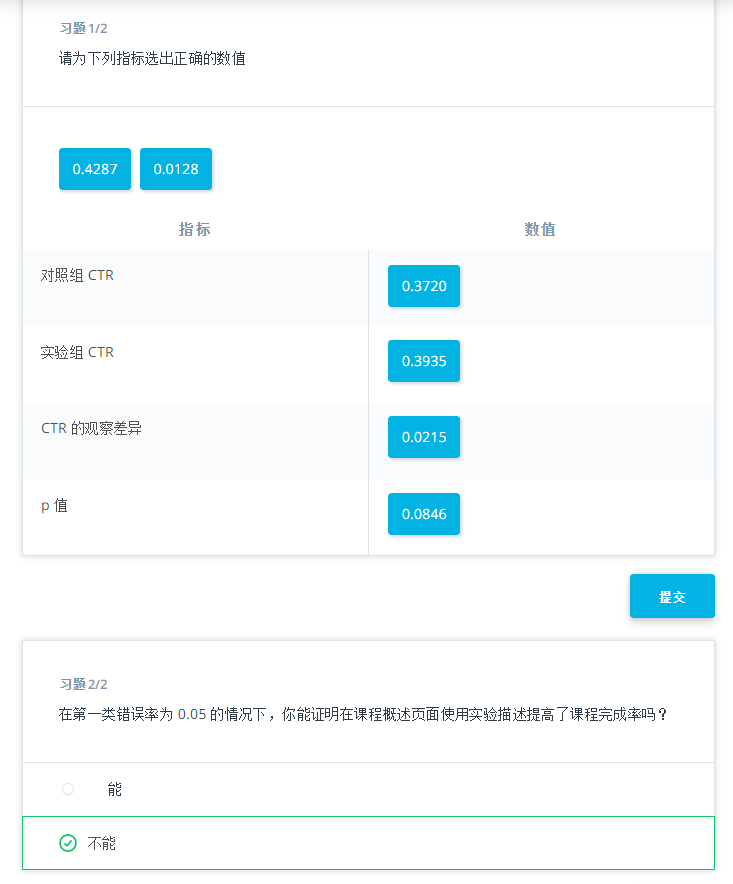 习题 1/2
请为下列指标选出正确的数值
0.4287 0.0128
指标 数值
对照组 CTR 0.3720
实验组 CTR 0.3935
CTR 的观察差异 0.0215
p 值 0.0846
提交
习题 2/2
在第一类错误率为 0.05 的情况下，你能证明在课程概述页面使用实验描述提高了课程完成率吗？
能
不能